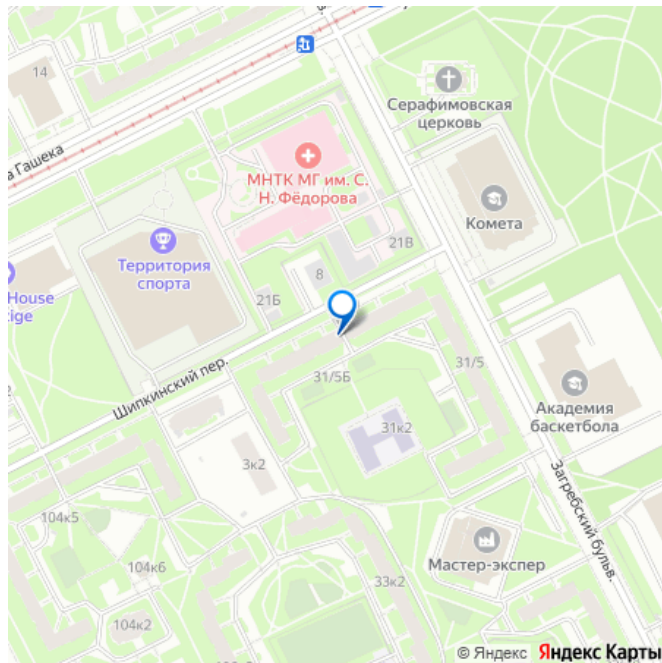 14
Серафимовская
церковь
а Гашека
МНТК МГ им. С.
Н. Фёдорова
Комета
21В
Территория
спорта
8
House
tige
21Б
Шипкинский пер.
31/5Б
31/5
Академия
баскетбола
31к2
3к2
Загребский бульв.
104к5
Мастер-экспер
104к6
33к2
104к2
© Яндекс Яндекс Карты